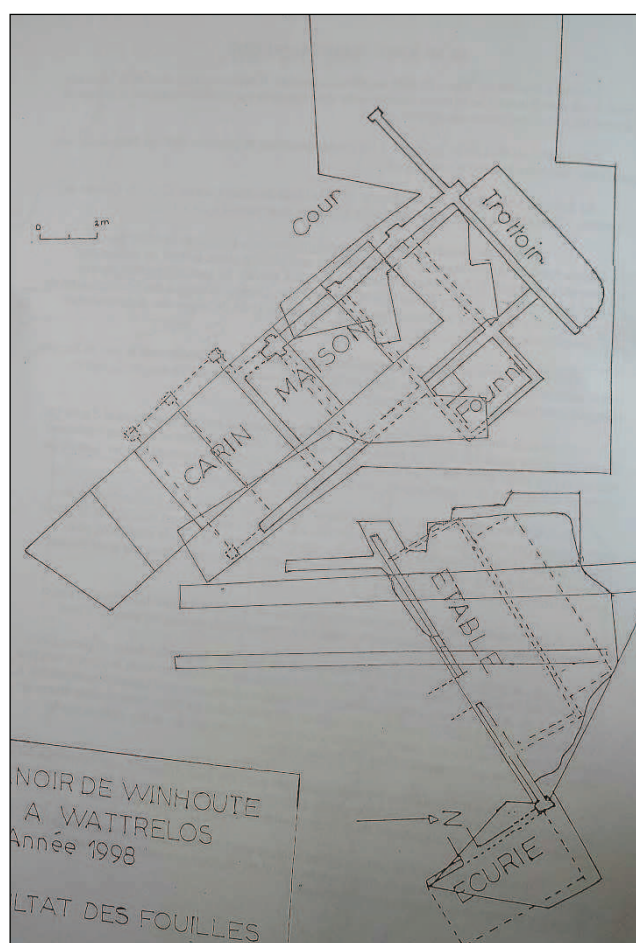 Cour
Trottoir
0 2m
MAISON
Fourni
CARIN
ETABLE
N
ECURIE
NOIR DE WINHOUTE
A WATTRELOS
Année 1998
LTAT DES FOUILLES